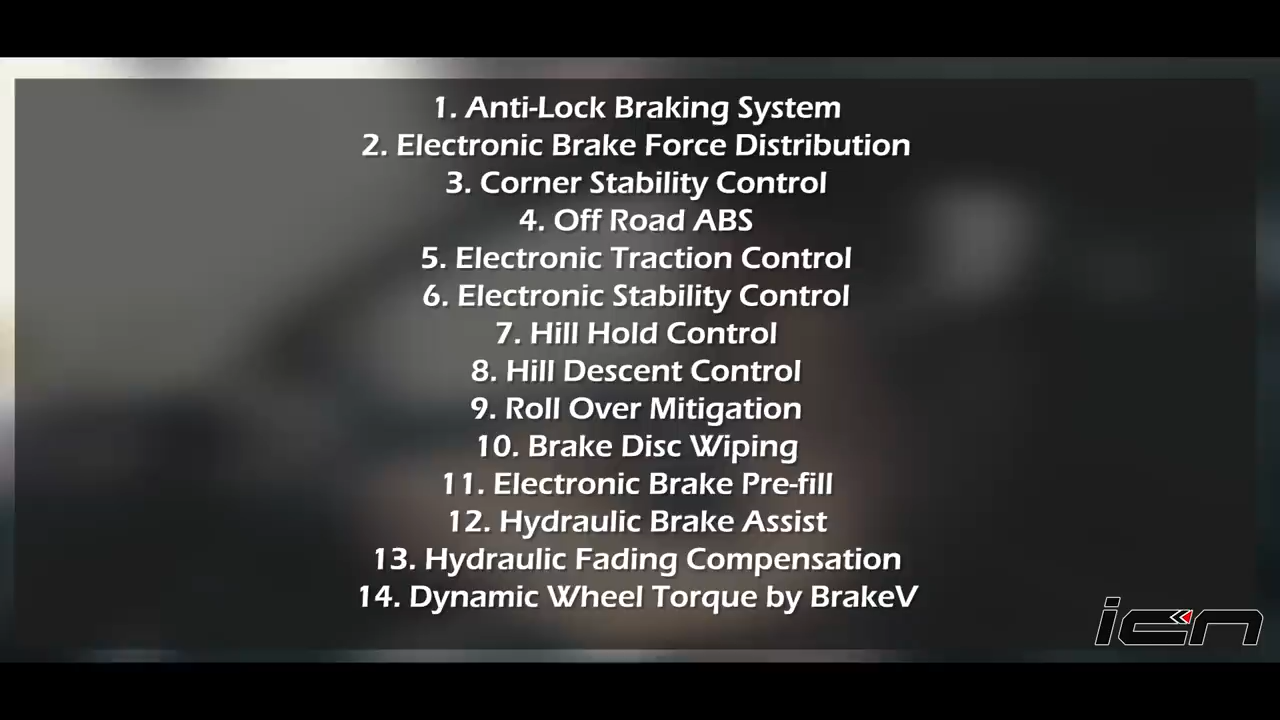 1. Anti-Lock Braking System
2. Electronic Brake Force Distribution
3. Corner Stability Control
4. Off Road ABS
5. Electronic Traction Control
6. Electronic Stability Control
7. Hill Hold Control
8. Hill Descent Control
9. Roll Over Mitigation
10. Brake Disc Wiping
11. Electronic Brake Pre-fill
12. Hydraulic Brake Assist
13. Hydraulic Fading Compensation
14. Dynamic Wheel Torque by BrakeV
icn